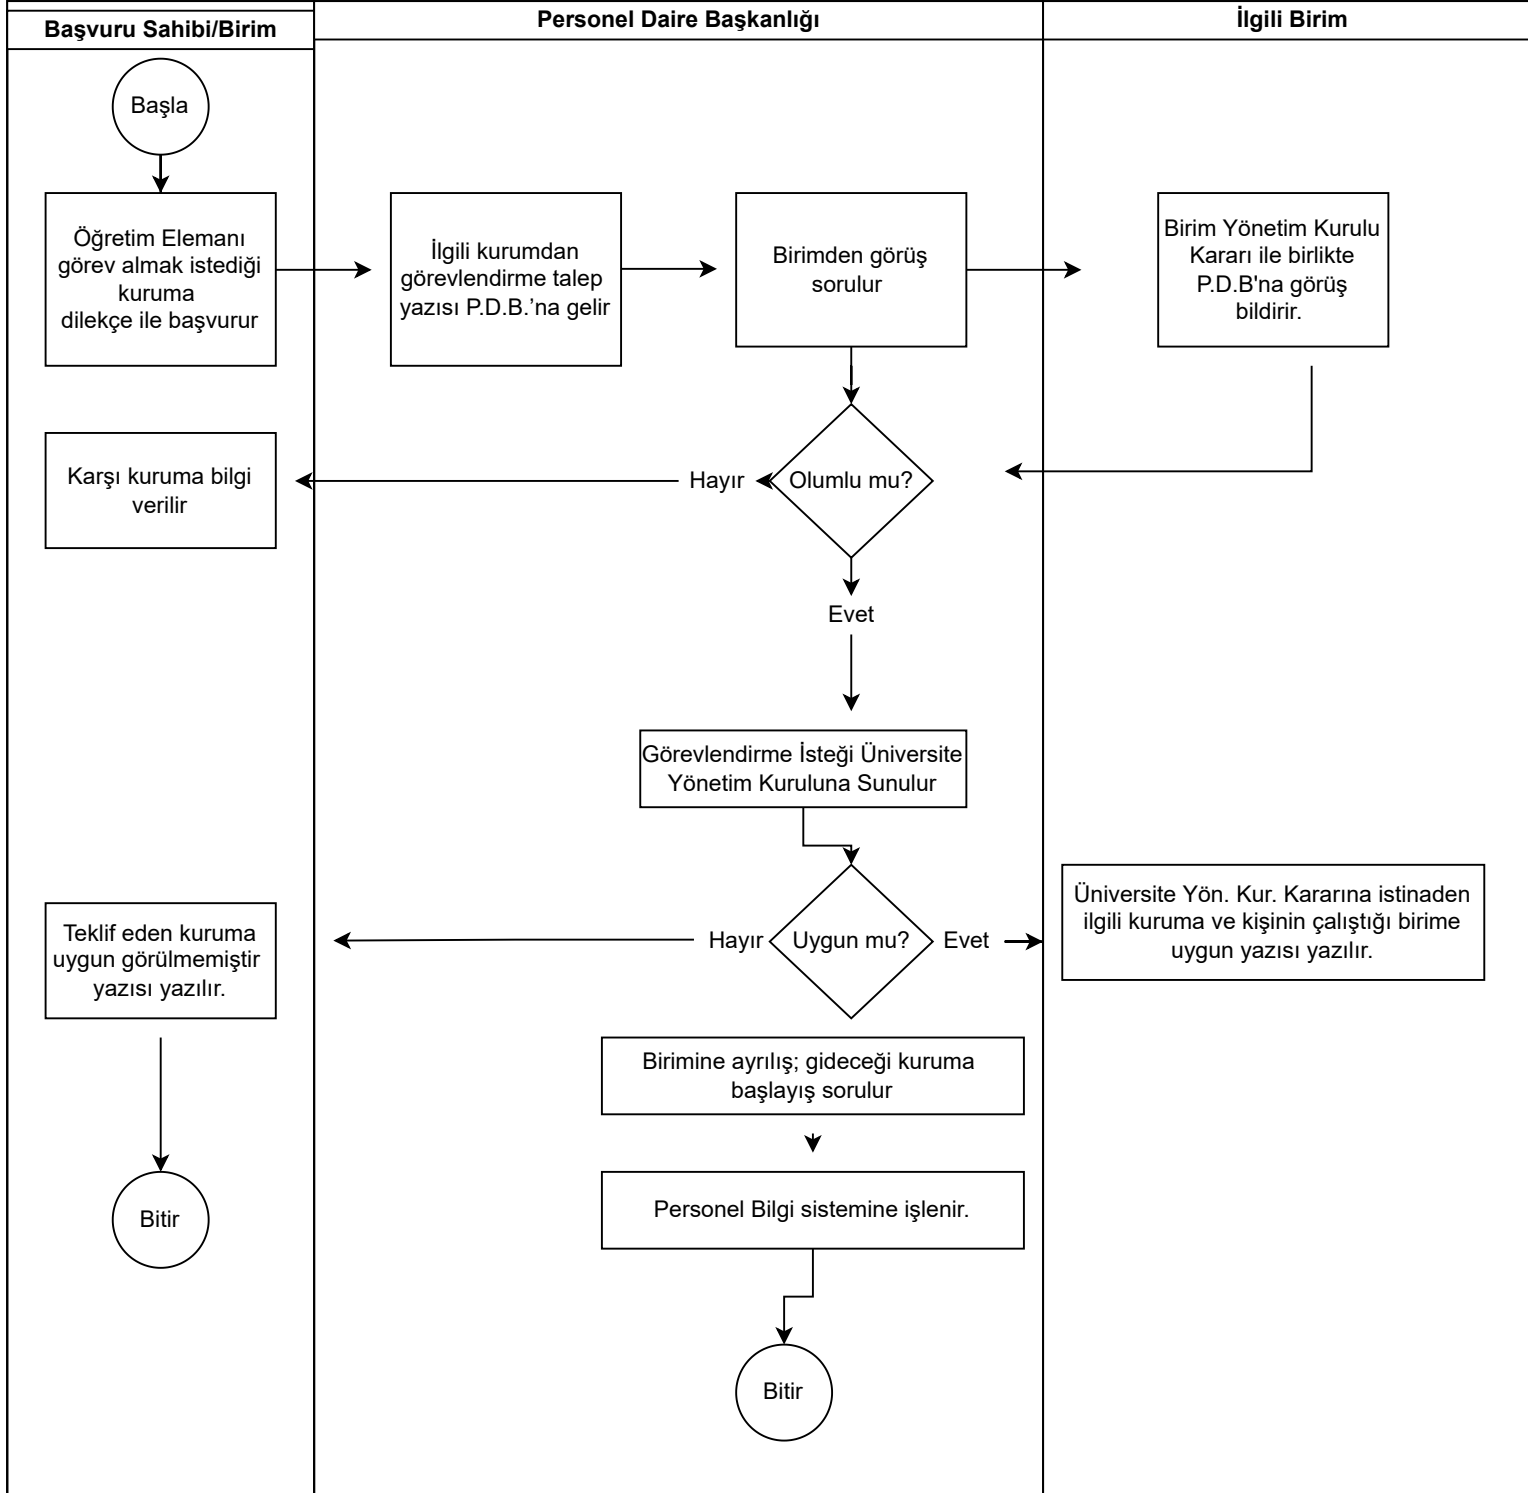 Başvuru Sahibi/Birim
Personel Daire Başkanlığı
İlgili Birim
Başla
Öğretim Elemanı
görev almak istediği
kuruma
dilekçe ile başvurur
İlgili kurumdan
görevlendirme talep
yazısı P.D.B.’na gelir
Birimden görüş
sorulur
Birim Yönetim Kurulu
Kararı ile birlikte
P.D.B'na görüş
bildirir.
Karşı kuruma bilgi
verilir
Hayır
Olumlu mu?
Evet
Görevlendirme İsteği Üniversite
Yönetim Kuruluna Sunulur
Teklif eden kuruma
uygun görülmemiştir
yazısı yazılır.
Hayır
Uygun mu?
Evet
Üniversite Yön. Kur. Kararına istinaden
ilgili kuruma ve kişinin çalıştığı birime
uygun yazısı yazılır.
Birimine ayrılış; gideceği kuruma
başlayış sorulur
Personel Bilgi sistemine işlenir.
Bitir
Bitir